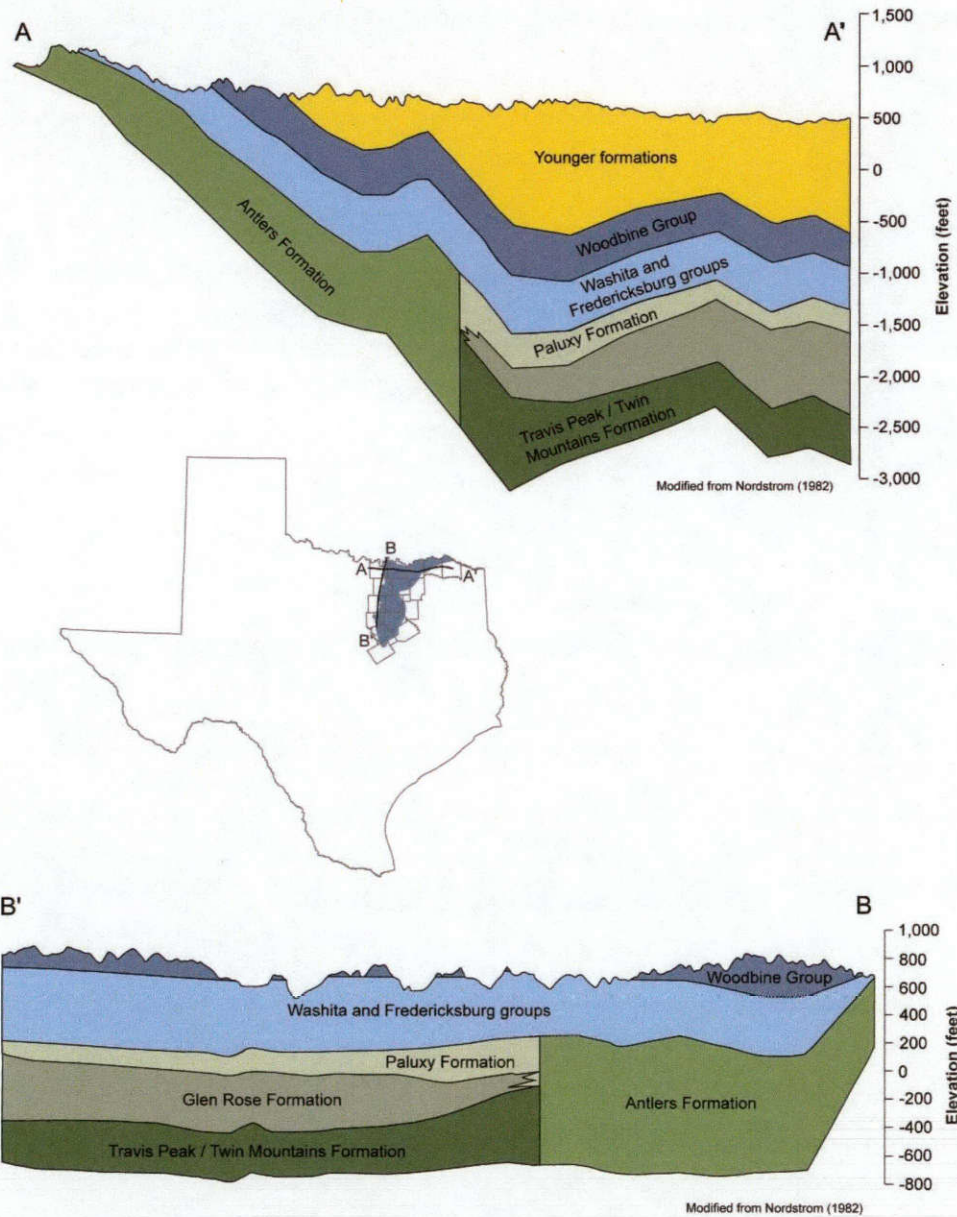 A
A'
1,500
1,000
500
0
-500
-1,000
-1,500
-2,000
-2,500
-3,000
Elevation (feet)
Younger formations
Woodbine Group
Washita and
Fredericksburg groups
Paluxy Formation
Antlers Formation
Travis Peak / Twin
Mountains Formation
Modified from Nordstrom (1982)
B
A
A'
B'
B'
B
1,000
800
600
400
200
0
-200
-400
-600
-800
Elevation (feet)
Woodbine Group
Washita and Fredericksburg groups
Paluxy Formation
Glen Rose Formation
Antlers Formation
Travis Peak / Twin Mountains Formation
Modified from Nordstrom (1982)